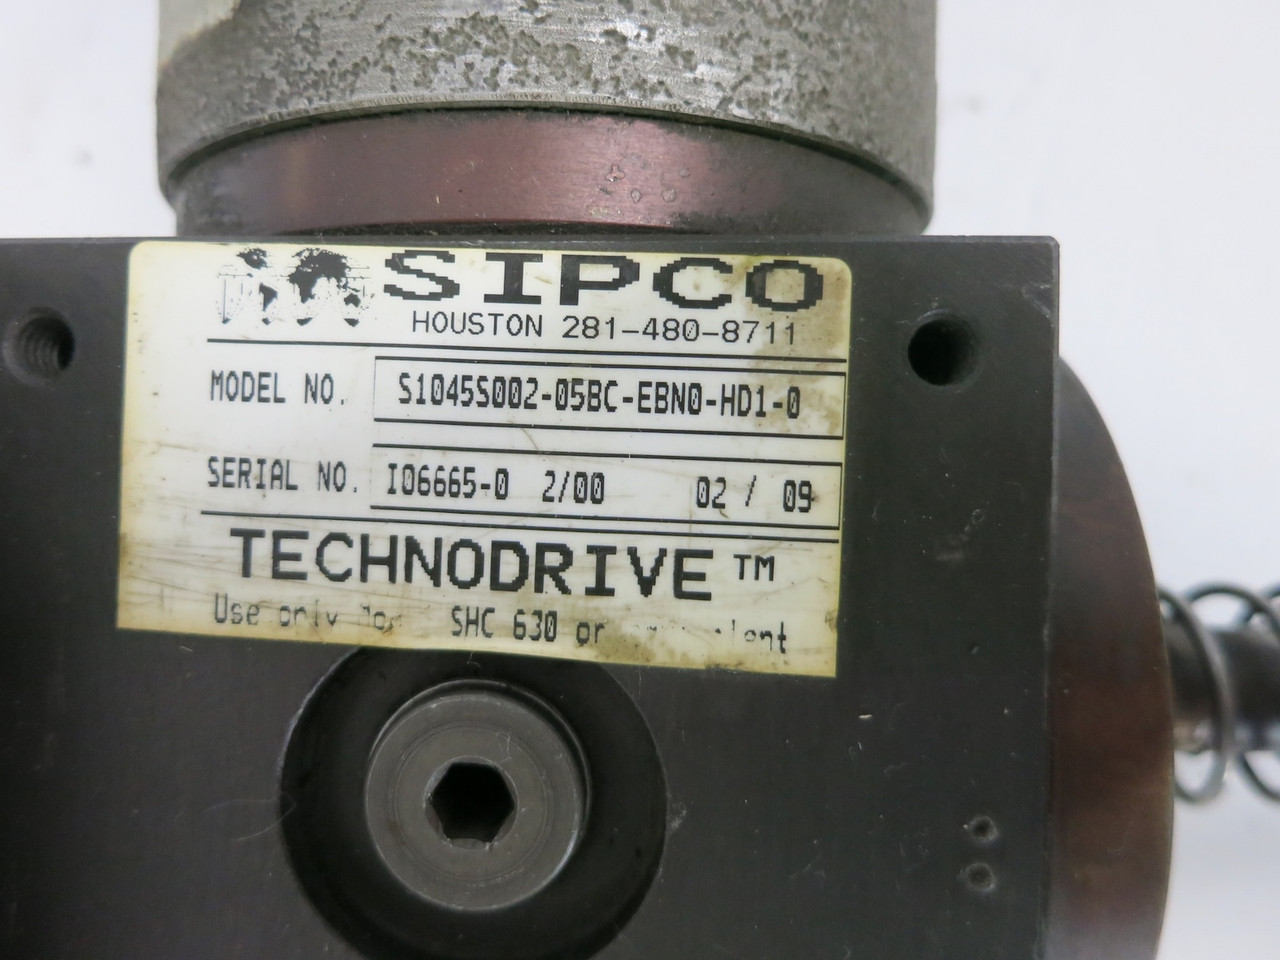 SIPCO
HOUSTON 281-480-8711
MODEL NO. S1045S002-05BC-EBN0-HD1-0
SERIAL NO. I06665-0 2/00 02 / 09
TECHNODRIVE™
Use only SHC 630 or